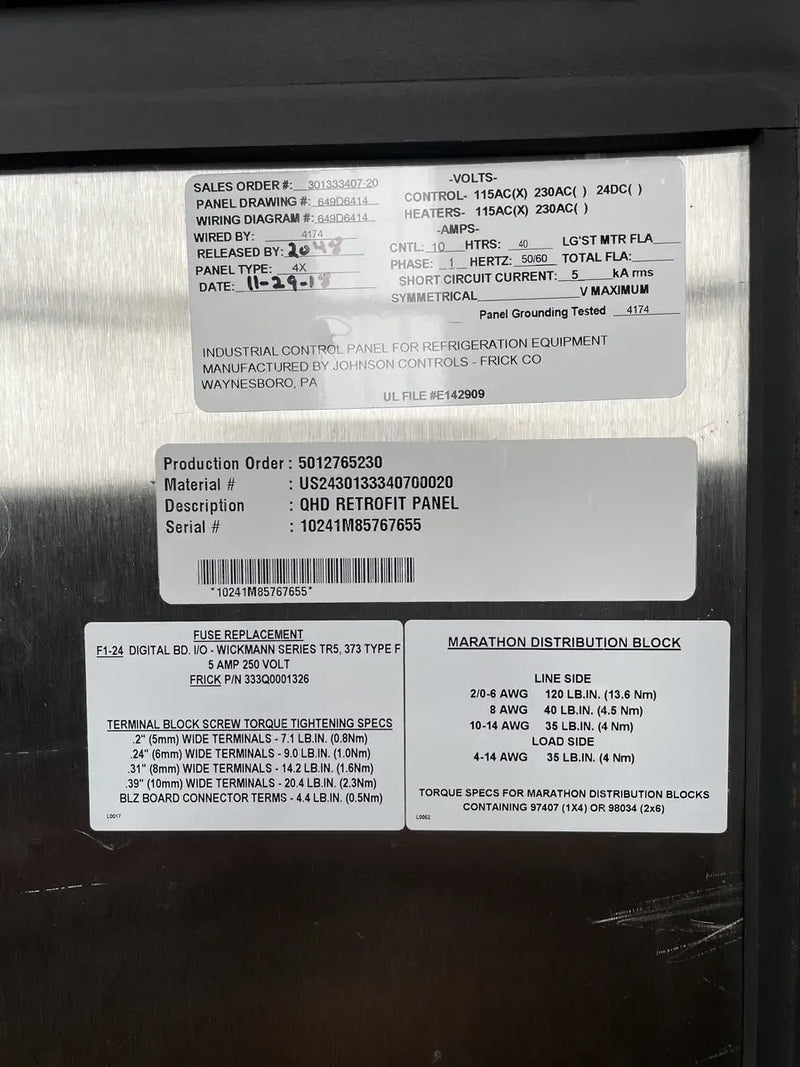 SALES ORDER #: 301333407-20
PANEL DRAWING #: 649D6414
WIRING DIAGRAM #: 649D6414
WIRED BY: 4174
RELEASED BY: 2048
PANEL TYPE: 4X
DATE: 11-29-18
-VOLTS-
CONTROL- 115AC(X) 230AC( ) 24DC( )
HEATERS- 115AC(X) 230AC( )
-AMPS-
CNTL: 10 HTRS: 40 LG'ST MTR FLA
PHASE: 1 HERTZ: 50/60 TOTAL FLA:
SHORT CIRCUIT CURRENT: 5 kA rms
SYMMETRICAL V MAXIMUM
Panel Grounding Tested 4174
INDUSTRIAL CONTROL PANEL FOR REFRIGERATION EQUIPMENT
MANUFACTURED BY JOHNSON CONTROLS - FRICK CO
WAYNESBORO, PA
UL FILE #E142909
Production Order : 5012765230
Material # : US2430133340700020
Description : QHD RETROFIT PANEL
Serial # : 10241M85767655
*10241M85767655*
FUSE REPLACEMENT
F1-24 DIGITAL BD. I/O - WICKMANN SERIES TR5, 373 TYPE F
5 AMP 250 VOLT
FRICK P/N 333Q0001326
TERMINAL BLOCK SCREW TORQUE TIGHTENING SPECS
.2" (5mm) WIDE TERMINALS - 7.1 LB.IN. (0.8Nm)
.24" (6mm) WIDE TERMINALS - 9.0 LB.IN. (1.0Nm)
.31" (8mm) WIDE TERMINALS - 14.2 LB.IN. (1.6Nm)
.39" (10mm) WIDE TERMINALS - 20.4 LB.IN. (2.3Nm)
BLZ BOARD CONNECTOR TERMS - 4.4 LB.IN. (0.5Nm)
L0017
MARATHON DISTRIBUTION BLOCK
LINE SIDE
2/0-6 AWG 120 LB.IN. (13.6 Nm)
8 AWG 40 LB.IN. (4.5 Nm)
10-14 AWG 35 LB.IN. (4 Nm)
LOAD SIDE
4-14 AWG 35 LB.IN. (4 Nm)
TORQUE SPECS FOR MARATHON DISTRIBUTION BLOCKS
CONTAINING 97407 (1X4) OR 98034 (2x6)
L0062